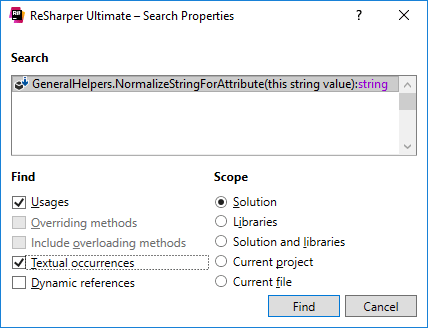 ReSharper Ultimate – Search Properties
Search
GeneralHelpers.NormalizeStringForAttribute(this string value):string
Find
Scope
Usages
Solution
Overriding methods
Libraries
Include overloading methods
Solution and libraries
Textual occurrences
Current project
Dynamic references
Current file
Find
Cancel